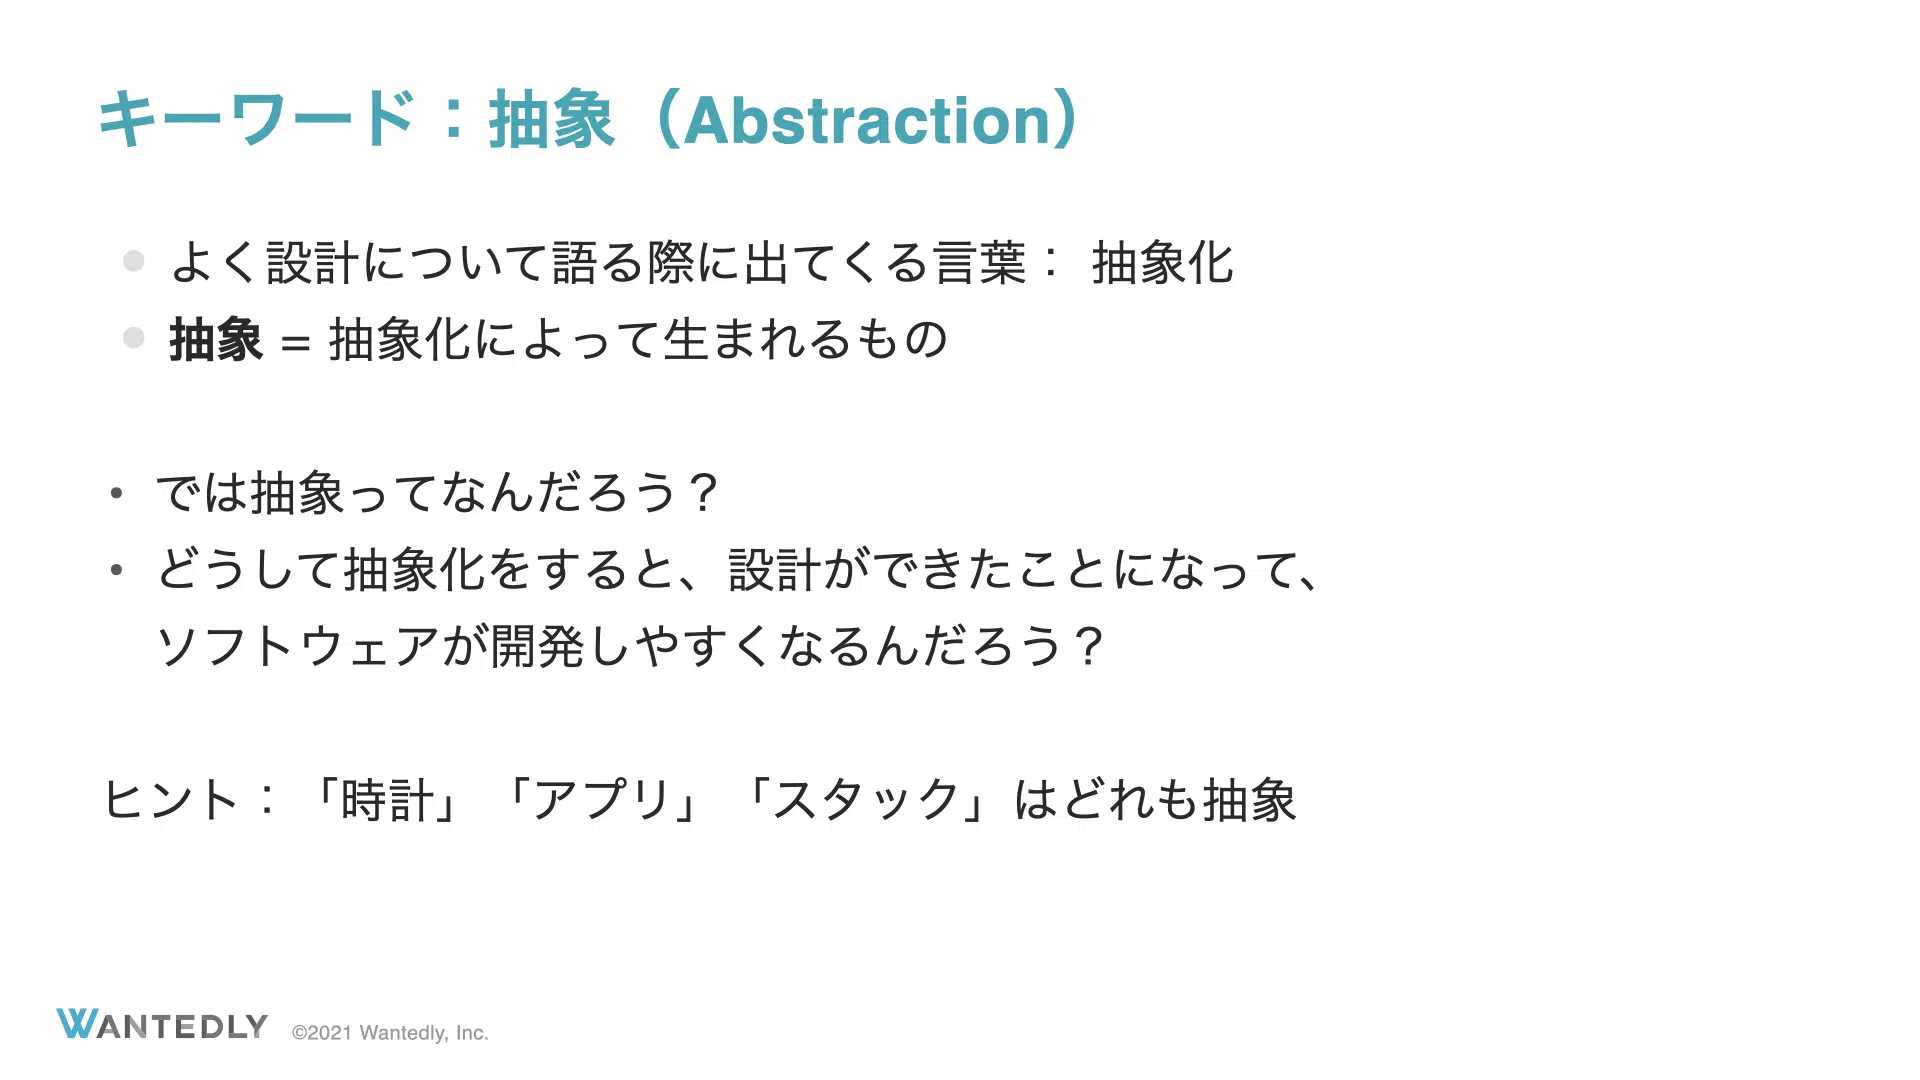 キーワード：抽象（Abstraction）
● よく設計について語る際に出てくる言葉： 抽象化
● 抽象 = 抽象化によって生まれるもの
• では抽象ってなんだろう？
• どうして抽象化をすると、設計ができたことになって、
ソフトウェアが開発しやすくなるんだろう？
ヒント：「時計」「アプリ」「スタック」はどれも抽象
WANTEDLY ©2021 Wantedly, Inc.